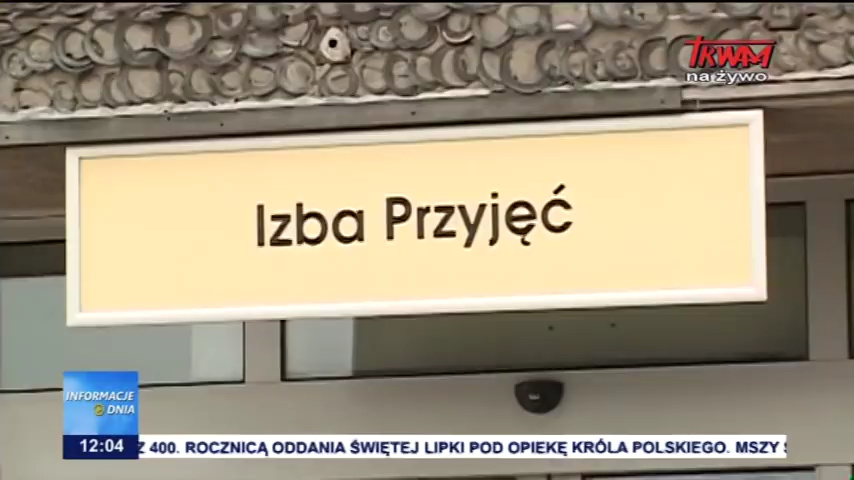 TRWAM
na żywo
Izba Przyjęć
INFORMACJE
DNIA
12:04
Z 400. ROCZNICĄ ODDANIA ŚWIĘTEJ LIPKI POD OPIEKĘ KRÓLA POLSKIEGO. MSZY